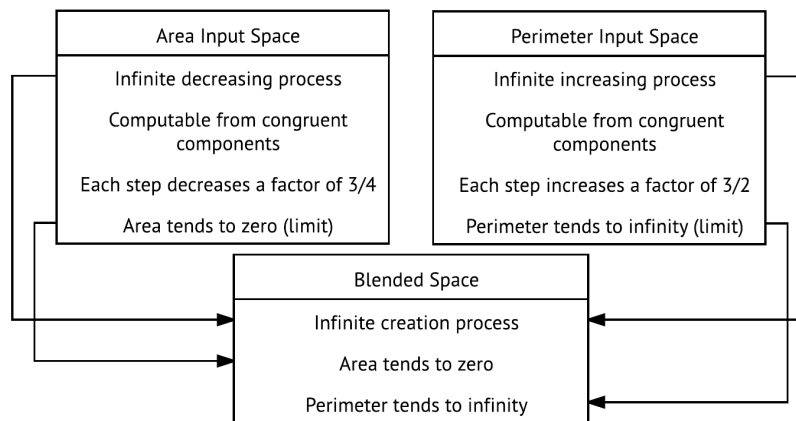 Area Input Space
Infinite decreasing process
Computable from congruent
components
Each step decreases a factor of 3/4
Area tends to zero (limit)
Perimeter Input Space
Infinite increasing process
Computable from congruent
components
Each step increases a factor of 3/2
Perimeter tends to infinity (limit)
Blended Space
Infinite creation process
Area tends to zero
Perimeter tends to infinity